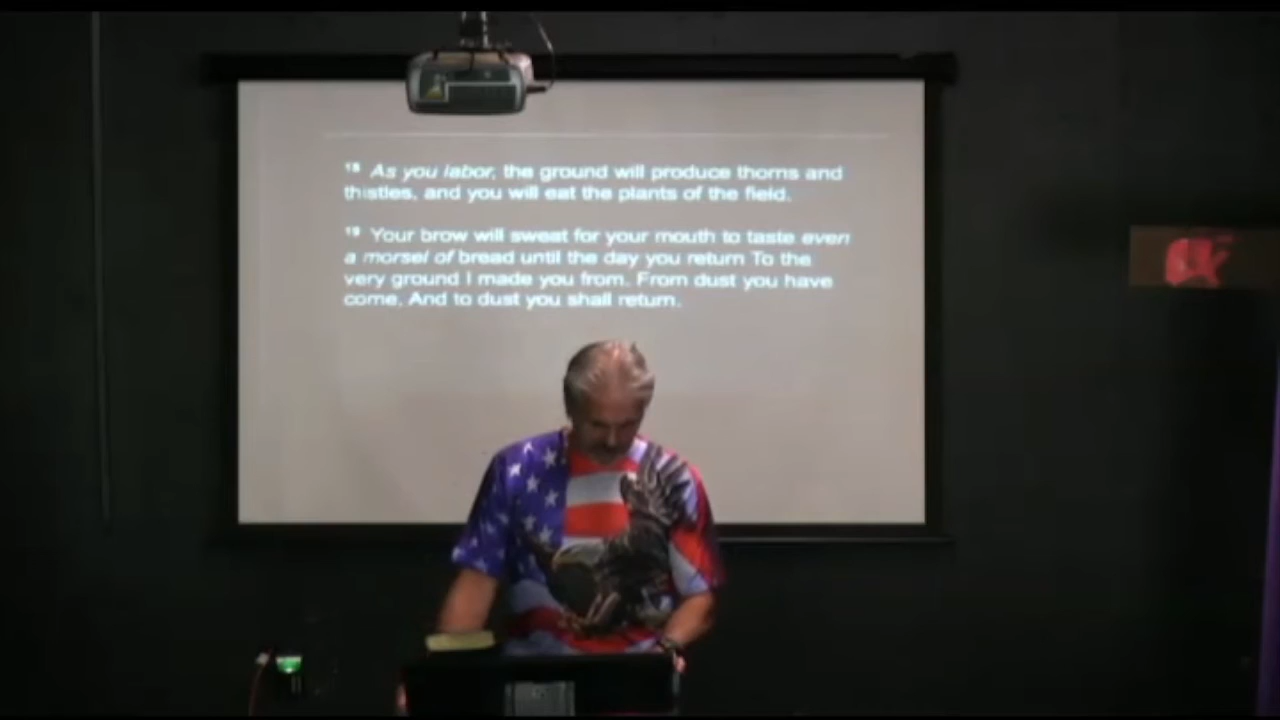 18 As you labor, the ground will produce thorns and
thistles, and you will eat the plants of the field.
19 Your brow will sweat for your mouth to taste even
a morsel of bread until the day you return To the
very ground I made you from. From dust you have
come, And to dust you shall return.